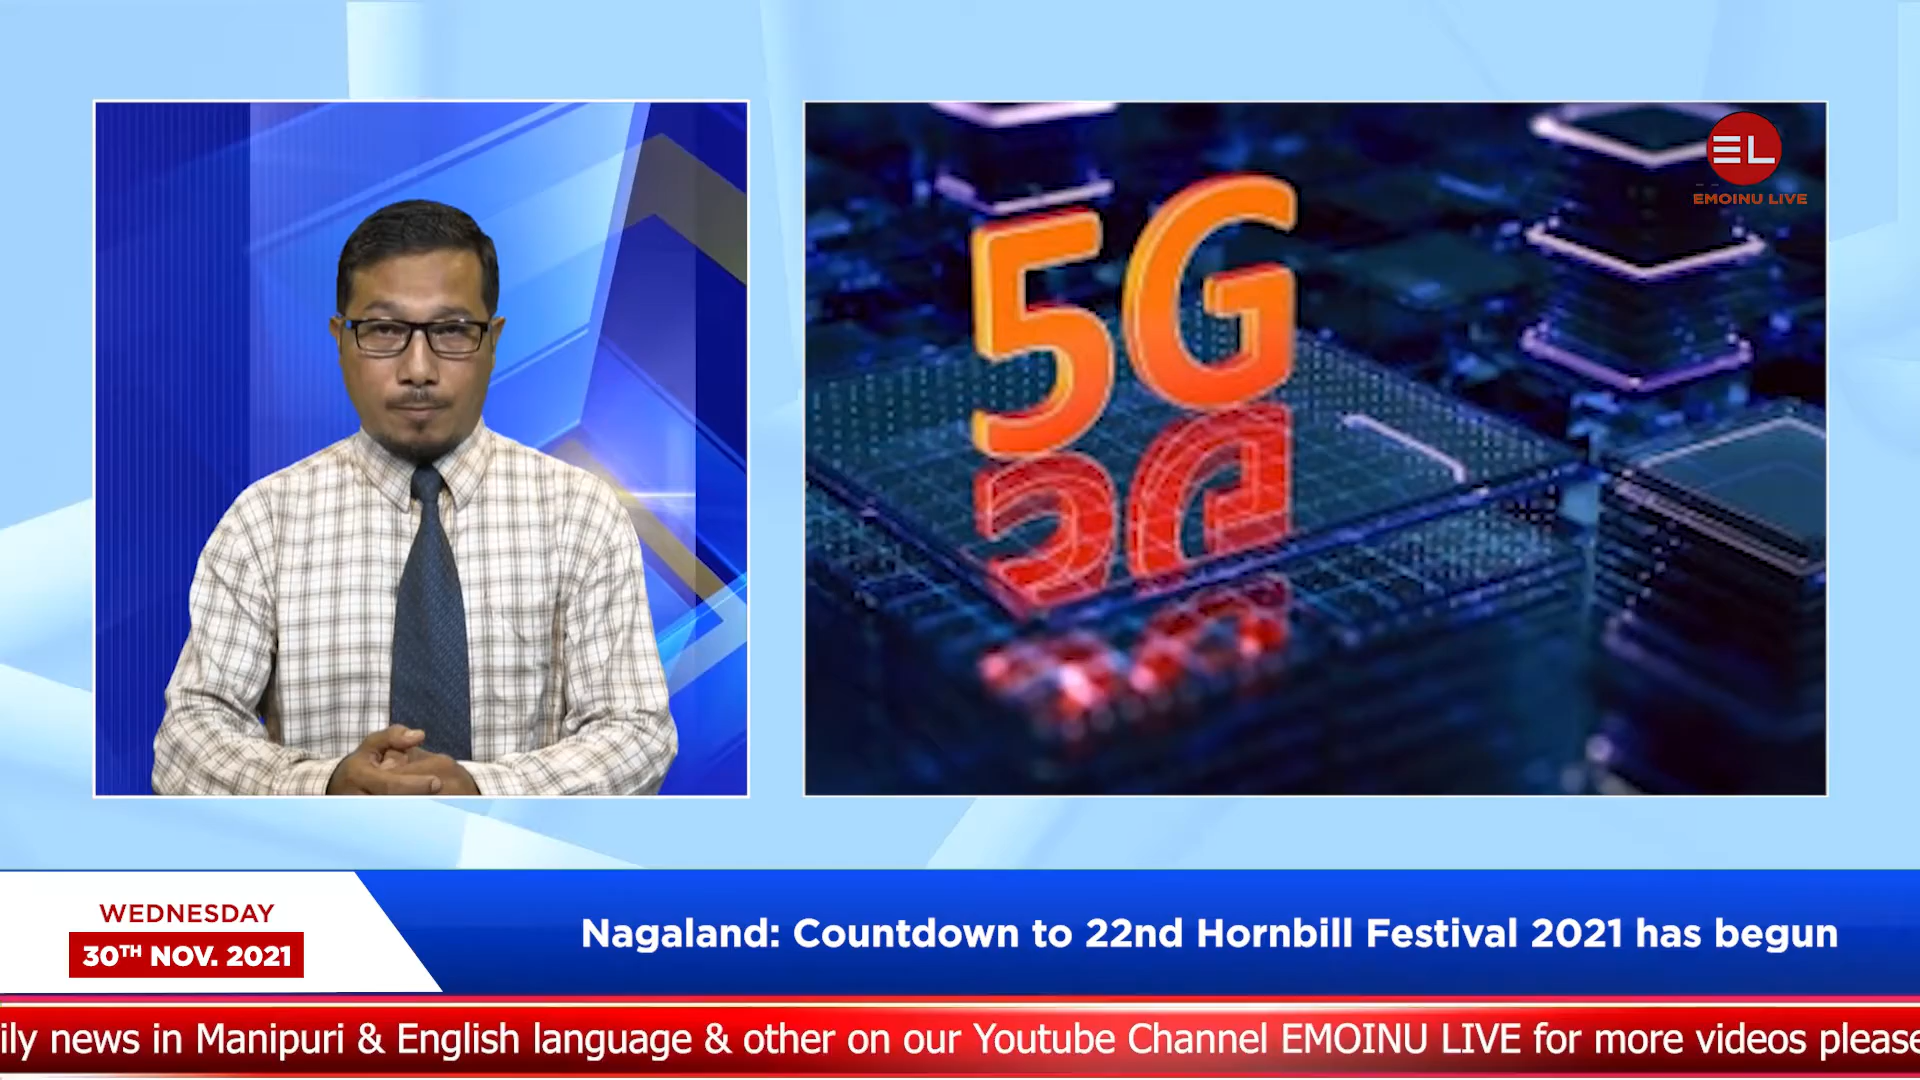 EL
EMOINU LIVE
5G
WEDNESDAY
30TH NOV. 2021
Nagaland: Countdown to 22nd Hornbill Festival 2021 has begun
ily news in Manipuri & English language & other on our Youtube Channel EMOINU LIVE for more videos please